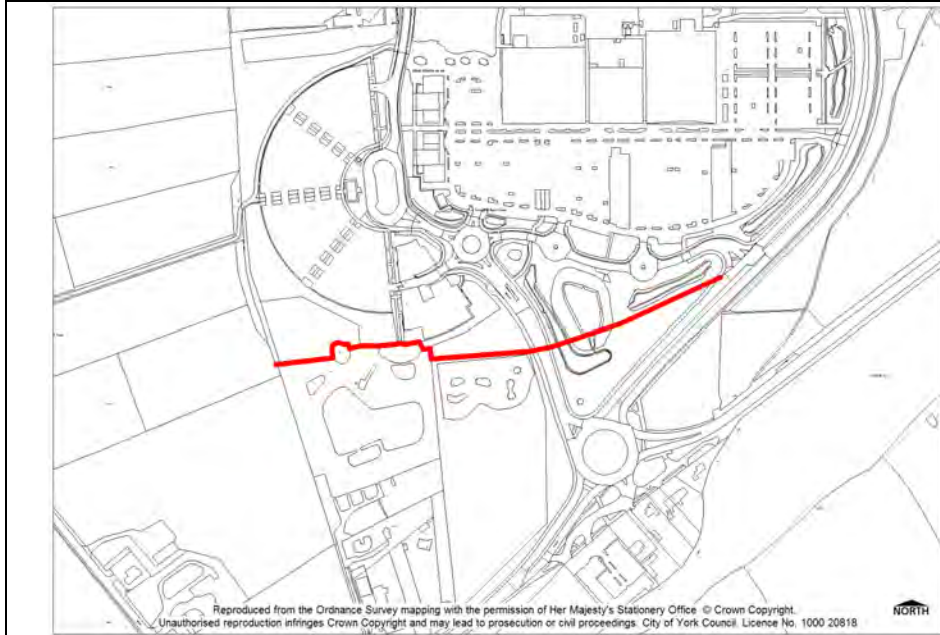 Reproduced from the Ordnance Survey mapping with the permission of Her Majesty's Stationery Office © Crown Copyright.
Unauthorised reproduction infringes Crown Copyright and may lead to prosecution or civil proceedings. City of York Council. Licence No. 1000 20818
NORTH